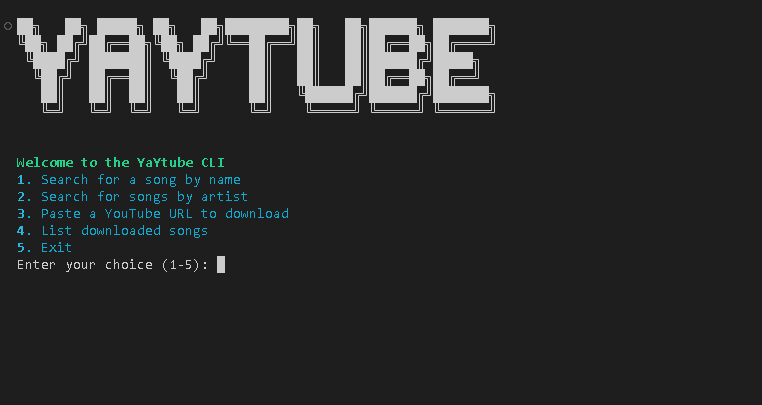 YAYTUBE
Welcome to the YaYtube CLI
1. Search for a song by name
2. Search for songs by artist
3. Paste a YouTube URL to download
4. List downloaded songs
5. Exit
Enter your choice (1-5):